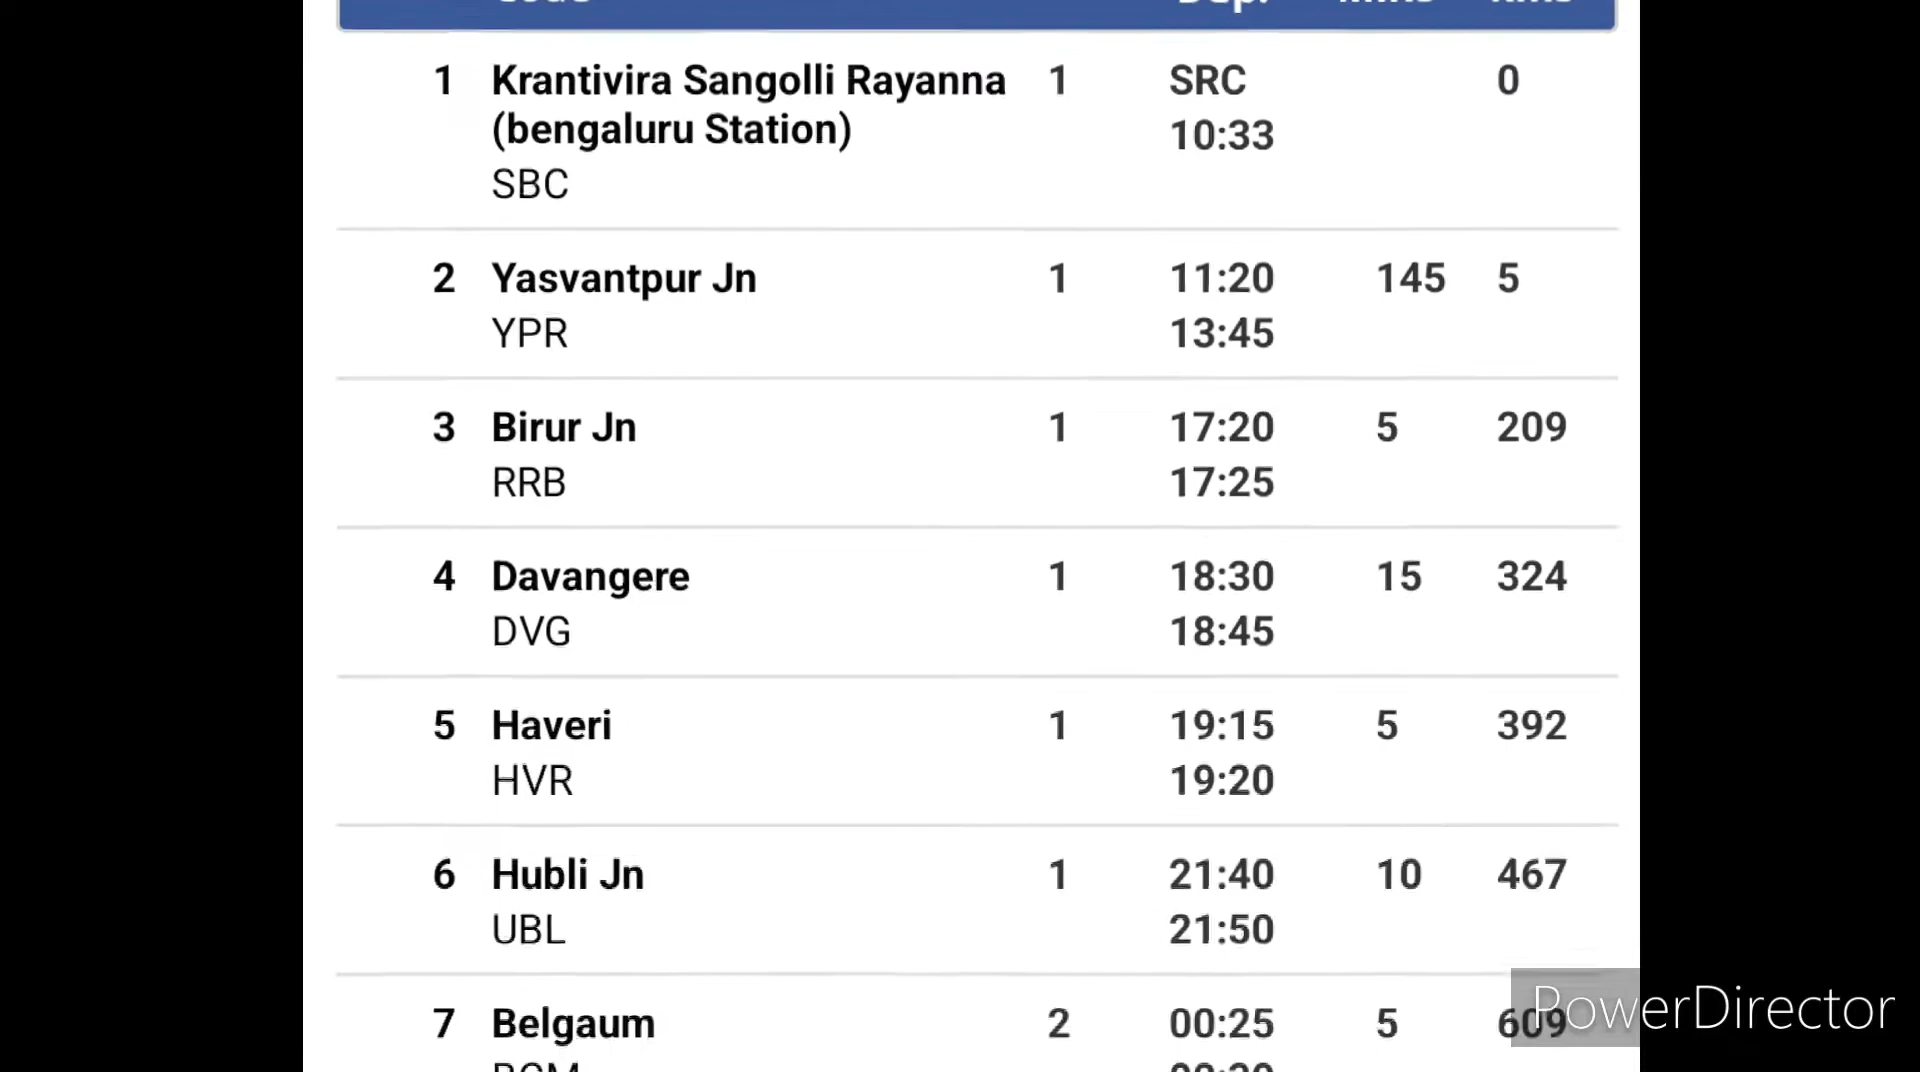 Code Dep. kms
1 Krantivira Sangolli Rayanna 1 SRC 0
(bengaluru Station) 10:33
SBC
2 Yasvantpur Jn 1 11:20 145 5
YPR 13:45
3 Birur Jn 1 17:20 5 209
RRB 17:25
4 Davangere 1 18:30 15 324
DVG 18:45
5 Haveri 1 19:15 5 392
HVR 19:20
6 Hubli Jn 1 21:40 10 467
UBL 21:50
7 Belgaum 2 00:25 5 609
PowerDirector